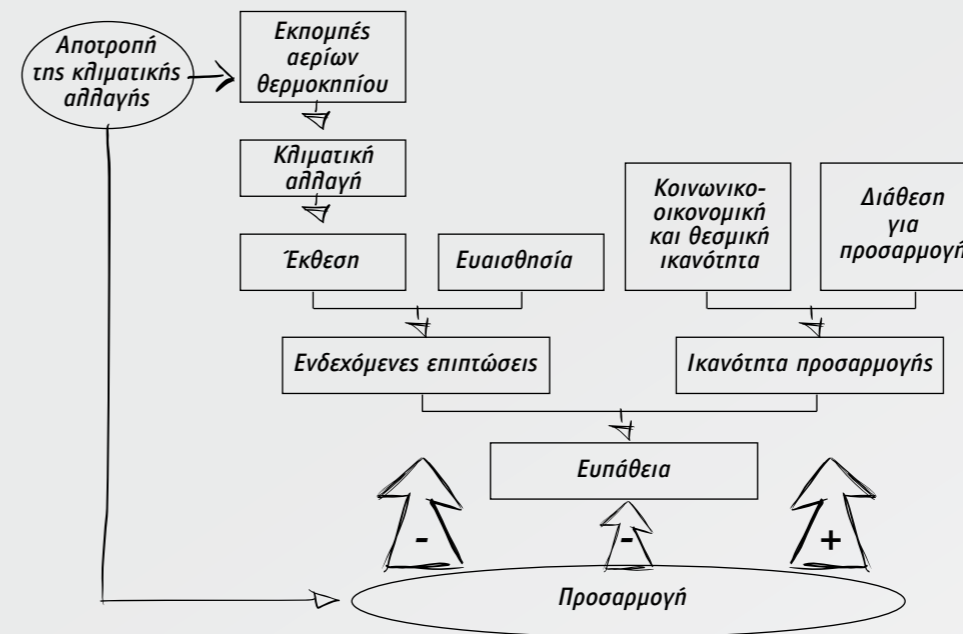 Αποτροπή
της κλιματικής
αλλαγής
Εκπομπές
αερίων
θερμοκηπίου
Κλιματική
αλλαγή
Έκθεση
Ευαισθησία
Κοινωνικο-
οικονομική
και θεσμική
ικανότητα
Διάθεση
για
προσαρμογή
Ενδεχόμενες επιπτώσεις
Ικανότητα προσαρμογής
Ευπάθεια
-
-
+
Προσαρμογή